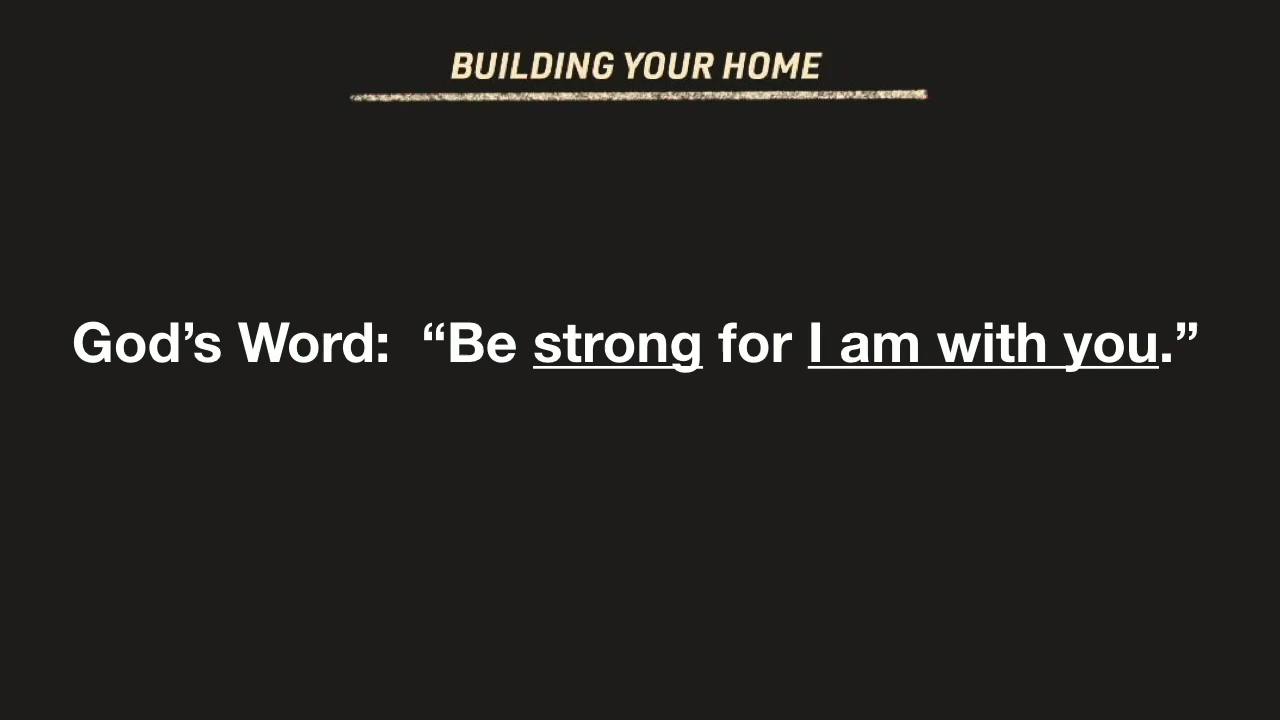 BUILDING YOUR HOME
God’s Word:  “Be strong for I am with you.”